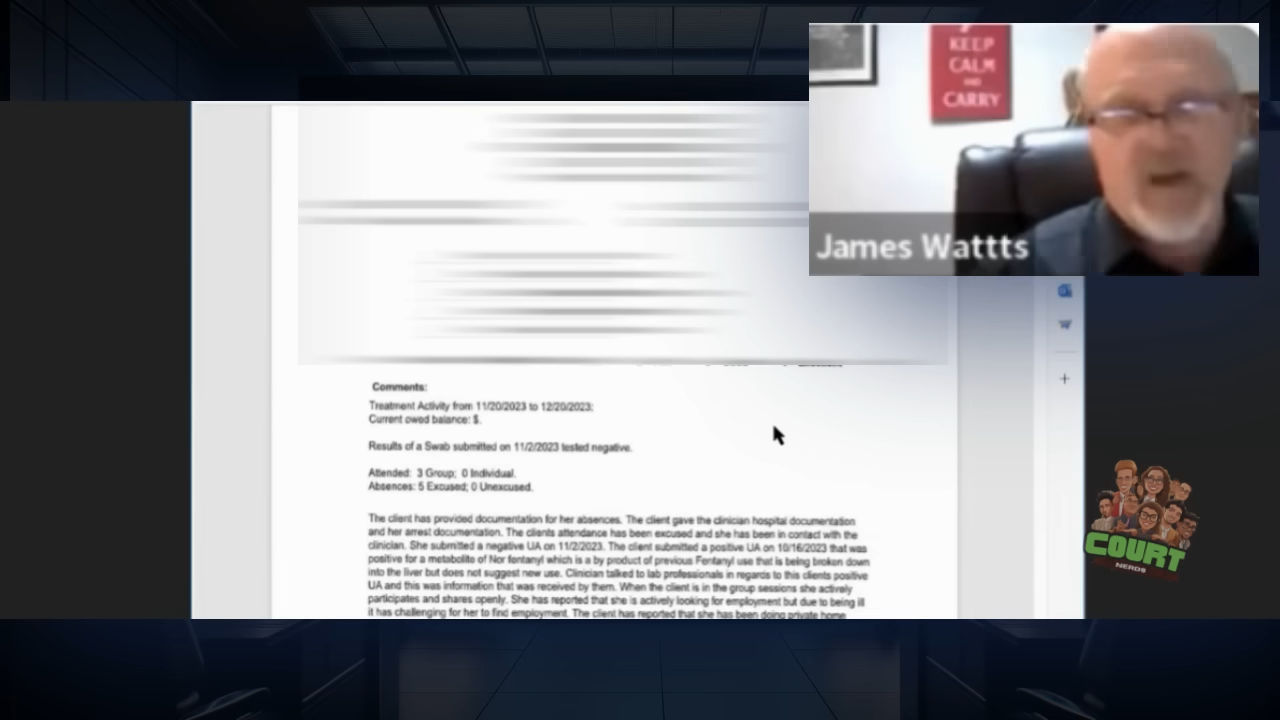 KEEP
CALM
AND
CARRY
James Wattts
Comments:
Treatment Activity from 11/20/2023 to 12/20/2023:
Current owed balance: $.
Results of a Swab submitted on 11/2/2023 tested negative.
Attended: 3 Group; 0 Individual.
Absences: 5 Excused; 0 Unexcused.
The client has provided documentation for her absences. The client gave the clinician hospital documentation
and her arrest documentation. The clients attendance has been excused and she has been in contact with the
clinician. She submitted a negative UA on 11/2/2023. The client submitted a positive UA on 10/16/2023 that was
positive for a metabolite of Nor fentanyl which is a by product of previous Fentanyl use that is being broken down
into the liver but does not suggest new use. Clinician talked to lab professionals in regards to this clients positive
UA and this was information that was received by them. When the client is in the group sessions she actively
participates and shares openly. She has reported that she is actively looking for employment but due to being ill
it has challenging for her to find employment. The client has reported that she has been doing private home
COURT
NERDS